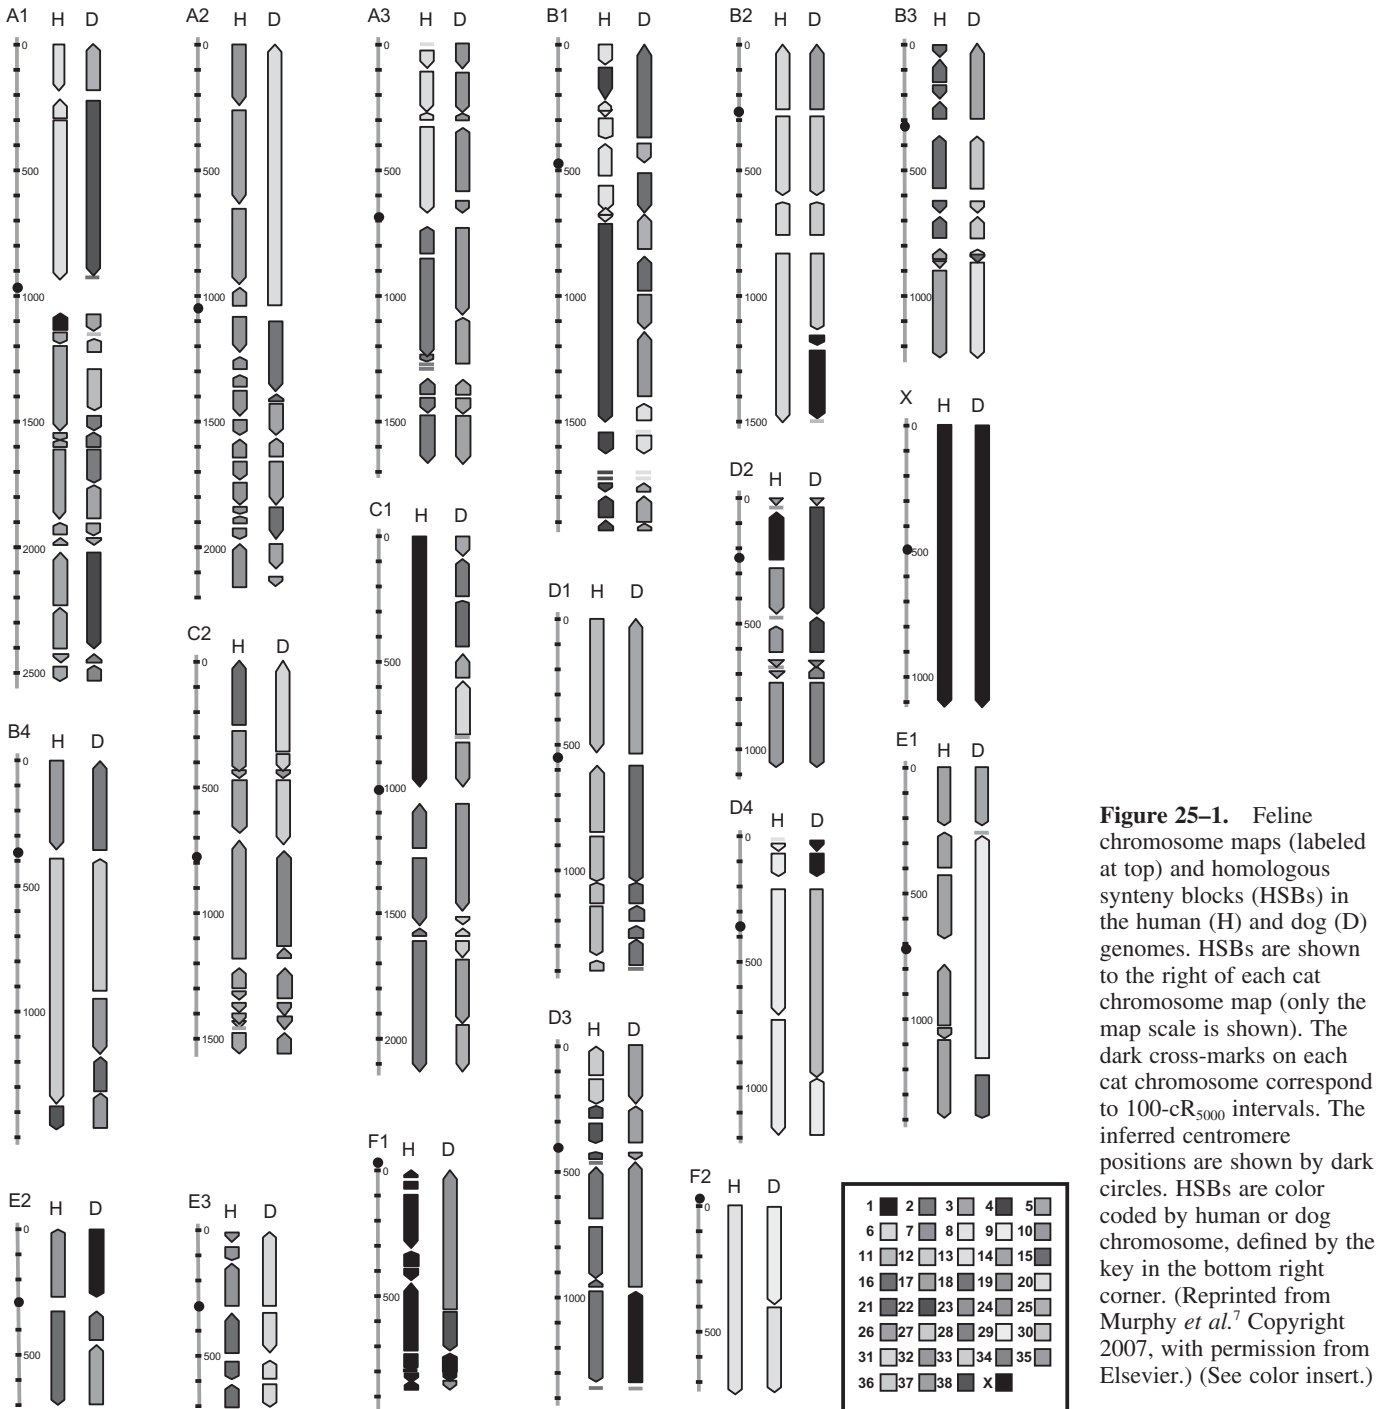 A1 H D
0
500
1000
1500
2000
2500
A2 H D
0
500
1000
1500
2000
A3 H D
0
500
1000
1500
B1 H D
0
500
1000
1500
B2 H D
0
500
1000
1500
B3 H D
0
500
1000
X H D
0
500
1000
D2 H D
0
500
1000
C1 H D
0
500
1000
1500
2000
D1 H D
0
500
1000
C2 H D
0
500
1000
1500
B4 H D
0
500
1000
D4 H D
0
500
1000
E1 H D
0
500
1000
D3 H D
0
500
1000
E2 H D
0
500
E3 H D
0
500
F1 H D
0
500
F2 H D
0
500
1 2 3 4 5
6 7 8 9 10
11 12 13 14 15
16 17 18 19 20
21 22 23 24 25
26 27 28 29 30
31 32 33 34 35
36 37 38 X
Figure 25–1. Feline
chromosome maps (labeled
at top) and homologous
synteny blocks (HSBs) in
the human (H) and dog (D)
genomes. HSBs are shown
to the right of each cat
chromosome map (only the
map scale is shown). The
dark cross-marks on each
cat chromosome correspond
to 100-cR5000 intervals. The
inferred centromere
positions are shown by dark
circles. HSBs are color
coded by human or dog
chromosome, defined by the
key in the bottom right
corner. (Reprinted from
Murphy et al.7 Copyright
2007, with permission from
Elsevier.) (See color insert.)